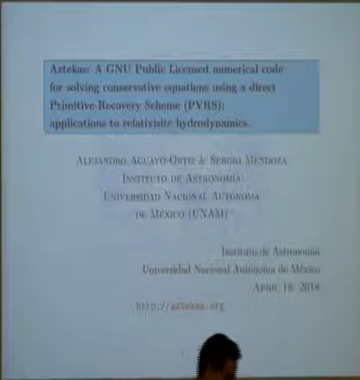 Aztekas: A GNU Public Licensed numerical code
for solving conservative equations using a direct
Primitive Recovery Scheme (PVRS):
applications to relativisitc hydrodynamics.
ALEJANDRO AGUAYO-ORTIZ & SERGIO MENDOZA
INSTITUTO DE ASTRONOMÍA
UNIVERSIDAD NACIONAL AUTÓNOMA
DE MÉXICO (UNAM)
Instituto de Astronomía
Universidad Nacional Autónoma de México
APRIL 2018
http://aztekas.org